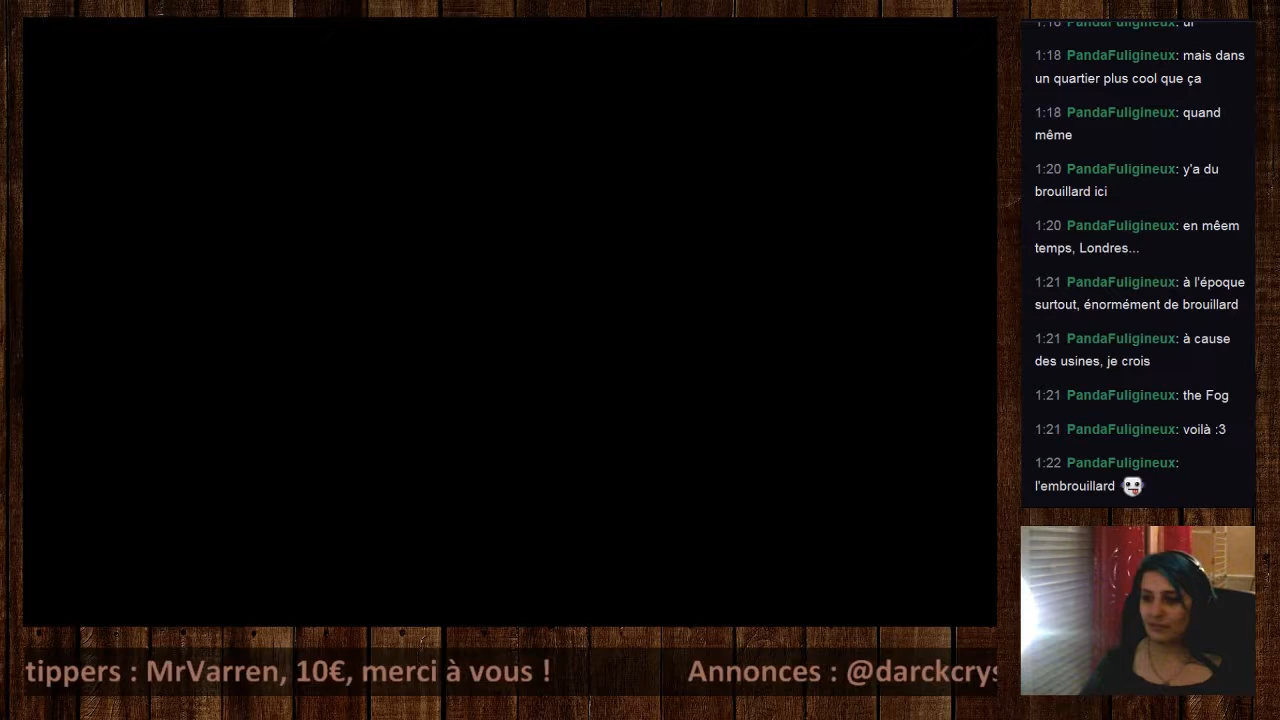 1:18 PandaFuligineux: mais dans
un quartier plus cool que ça
1:18 PandaFuligineux: quand
même
1:20 PandaFuligineux: y'a du
brouillard ici
1:20 PandaFuligineux: en mêem
temps, Londres...
1:21 PandaFuligineux: à l'époque
surtout, énormément de brouillard
1:21 PandaFuligineux: à cause
des usines, je crois
1:21 PandaFuligineux: the Fog
1:21 PandaFuligineux: voilà :3
1:22 PandaFuligineux:
l'embrouillard
tippers : MrVarren, 10€, merci à vous ! Annonces : @darckcrys